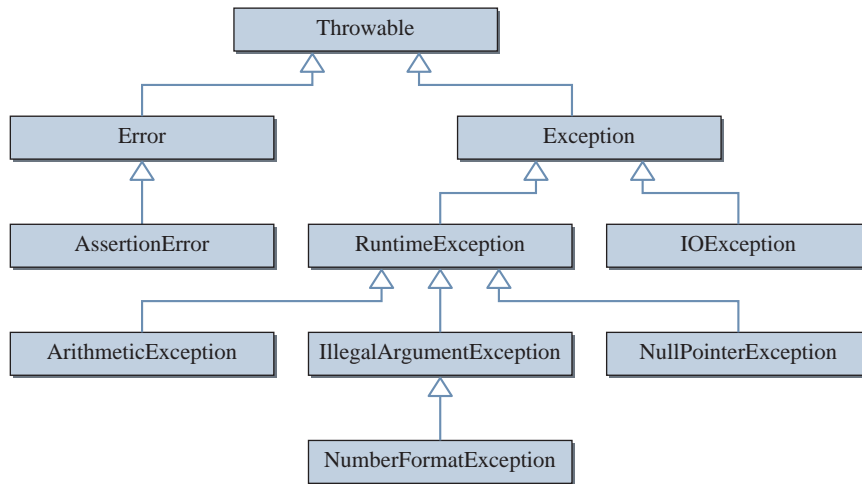 Throwable
Error
Exception
AssertionError
RuntimeException
IOException
ArithmeticException
IllegalArgumentException
NullPointerException
NumberFormatException